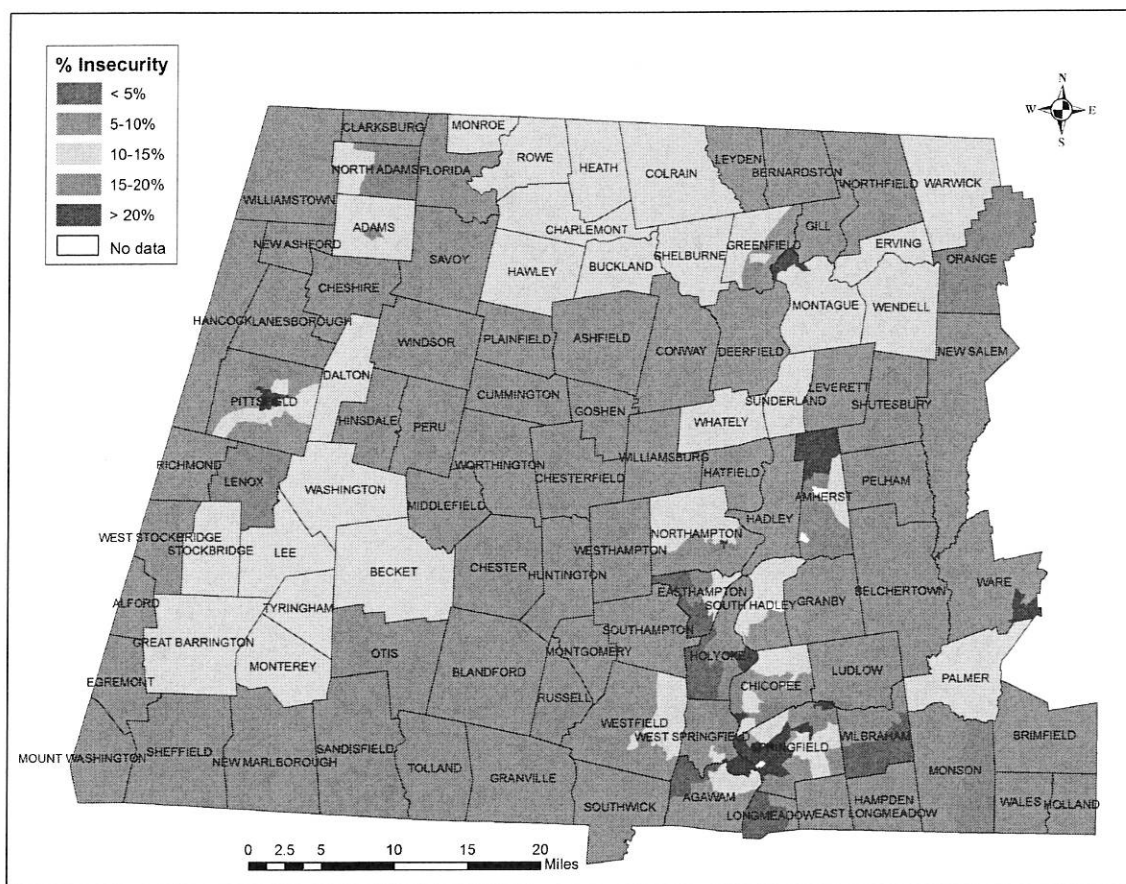 % Insecurity
< 5%
5-10%
10-15%
15-20%
> 20%
No data
N
W E
S
MONROE
CLARKSBURG
ROWE
HEATH
COLRAIN
LEYDEN
BERNARDSTON
NORTHFIELD
WARWICK
NORTH ADAMS
FLORIDA
WILLIAMSTOWN
ADAMS
CHARLEMONT
GILL
NEW ASHFORD
SAVOY
HAWLEY
BUCKLAND
SHELBURNE
GREENFIELD
ERVING
ORANGE
CHESHIRE
MONTAGUE
WENDELL
HANCOCK
LANESBOROUGH
WINDSOR
PLAINFIELD
ASHFIELD
CONWAY
DEERFIELD
NEW SALEM
DALTON
LEVERETT
PITTSFIELD
HINSDALE
PERU
CUMMINGTON
GOSHEN
WHATELY
SUNDERLAND
SHUTESBURY
RICHMOND
LENOX
WASHINGTON
MIDDLEFIELD
WORTHINGTON
CHESTERFIELD
WILLIAMSBURG
HATFIELD
AMHERST
PELHAM
HADLEY
WEST STOCKBRIDGE
STOCKBRIDGE
LEE
BECKET
CHESTER
HUNTINGTON
WESTHAMPTON
NORTHAMPTON
ALFORD
TYRINGHAM
EASTHAMPTON
SOUTH HADLEY
GRANBY
BELCHERTOWN
WARE
GREAT BARRINGTON
MONTEREY
OTIS
BLANDFORD
MONTGOMERY
SOUTHAMPTON
HOLYOKE
LUDLOW
PALMER
EGREMONT
RUSSELL
CHICOPEE
WESTFIELD
WEST SPRINGFIELD
SPRINGFIELD
WILBRAHAM
MOUNT WASHINGTON
SHEFFIELD
NEW MARLBOROUGH
SANDISFIELD
TOLLAND
GRANVILLE
SOUTHWICK
AGAWAM
LONGMEADOW
EAST LONGMEADOW
HAMPDEN
MONSON
BRIMFIELD
WALES
HOLLAND
0 2.5 5 10 15 20
Miles